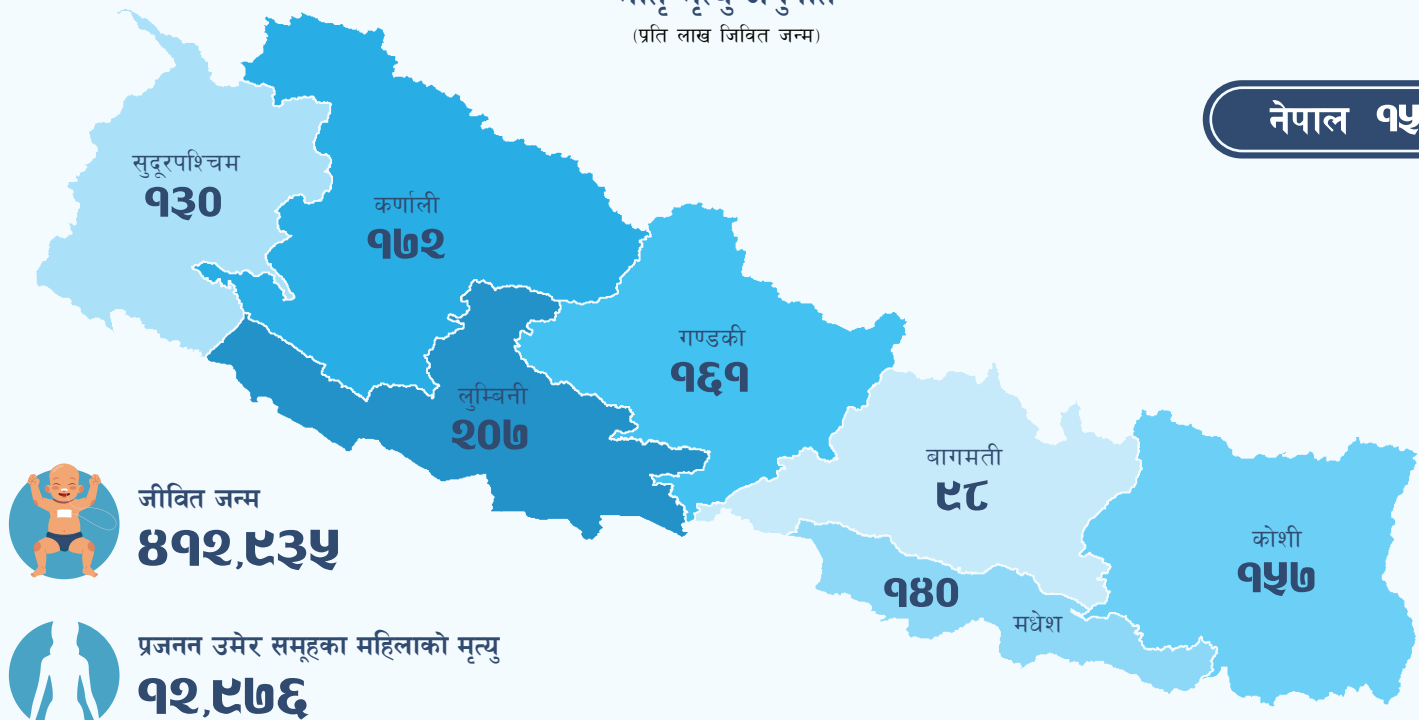 (प्रति लाख जिवित जन्म)
नेपाल
सुदूरपश्चिम
१३०
कर्णाली
१७२
गण्डकी
१६१
लुम्बिनी
२०७
बागमती
९८
जीवित जन्म
४१२,९३५
कोशी
१५७
१४०
मधेश
प्रजनन उमेर समूहका महिलाको मृत्यु
१२,९७६